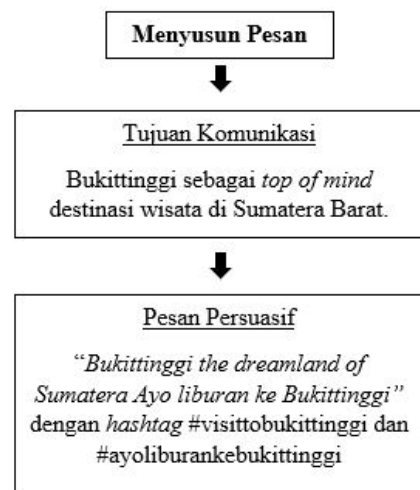 Menyusun Pesan
Tujuan Komunikasi
Bukittinggi sebagai top of mind
destinasi wisata di Sumatera Barat.
Pesan Persuasif
“Bukittinggi the dreamland of
Sumatera Ayo liburan ke Bukittinggi”
dengan hashtag #visittobukittinggi dan
#ayoliburankebukittinggi